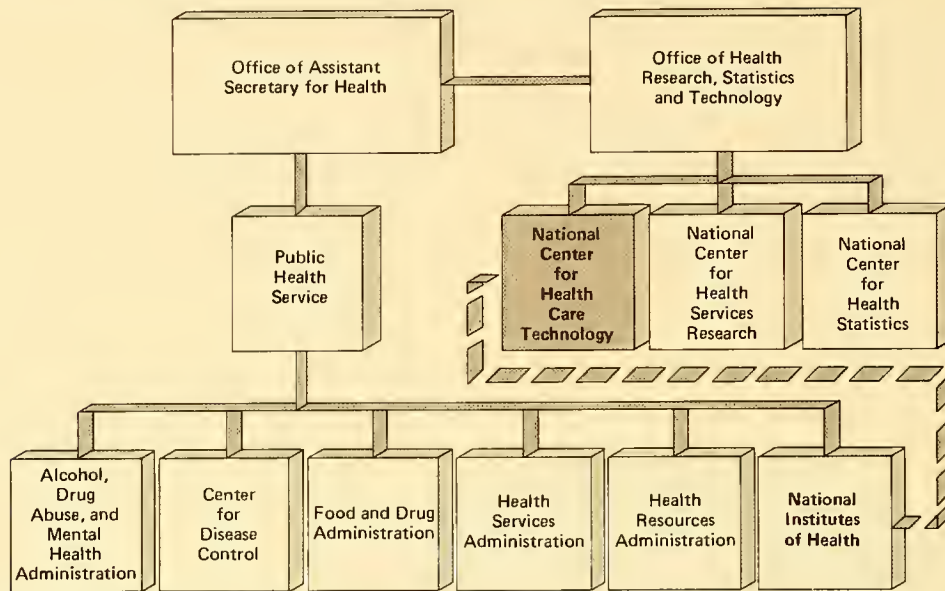 Office of Assistant
Secretary for Health
Office of Health
Research, Statistics
and Technology
Public
Health
Service
National
Center
for
Health
Care
Technology
National
Center
for
Health
Services
Research
National
Center
for
Health
Statistics
Alcohol,
Drug
Abuse, and
Mental
Health
Administration
Center
for
Disease
Control
Food and Drug
Administration
Health
Services
Administration
Health
Resources
Administration
National
Institutes
of Health